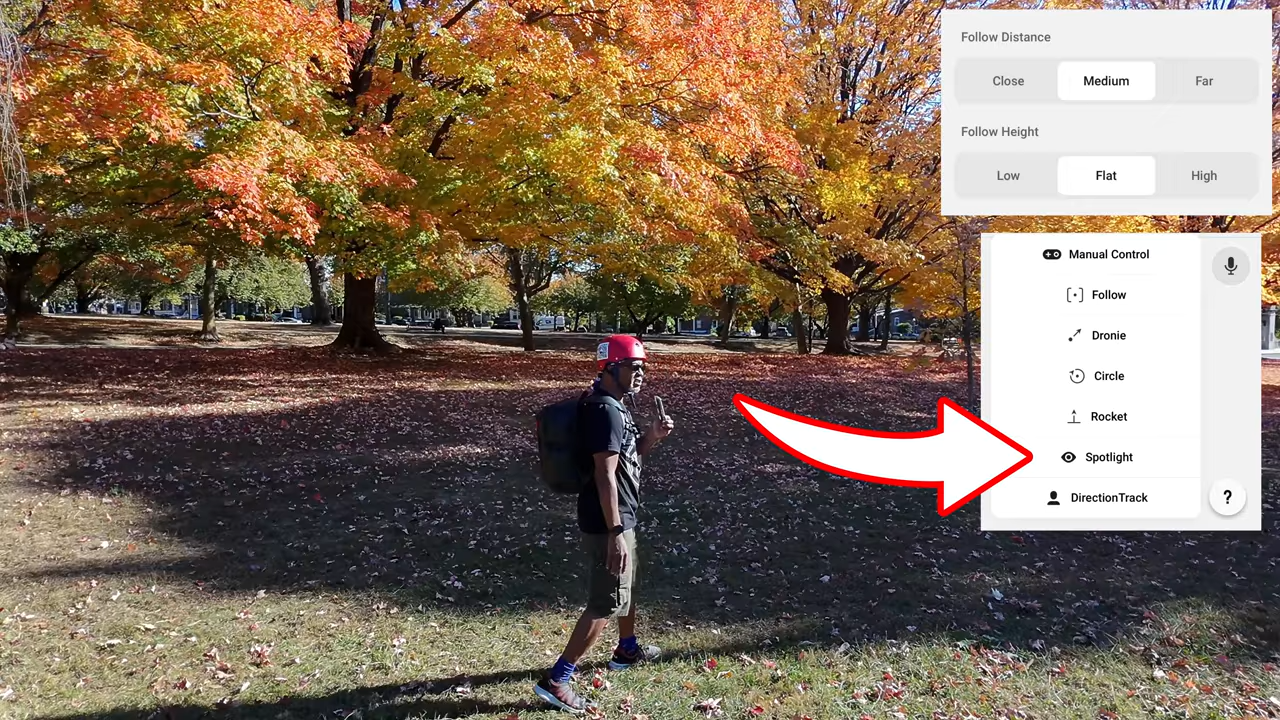 Follow Distance
Close Medium Far
Follow Height
Low Flat High
Manual Control
Follow
Dronie
Circle
Rocket
Spotlight
DirectionTrack
?